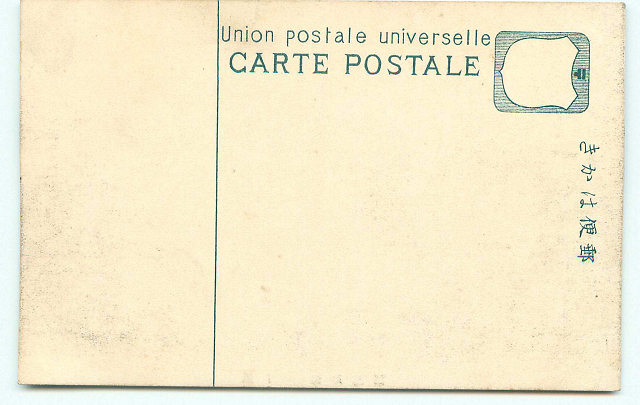 Union postale universelle
CARTE POSTALE
郵便はかき